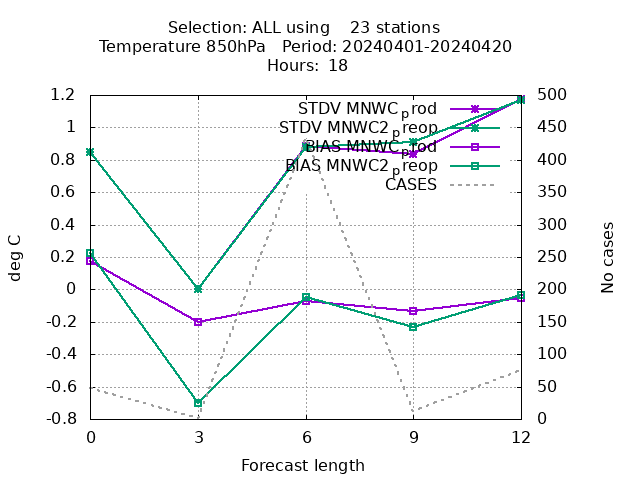 Selection: ALL using 23 stations
Temperature 850hPa Period: 20240401-20240420
Hours: 18
1.2
1
0.8
0.6
0.4
0.2
0
-0.2
-0.4
-0.6
-0.8
500
450
400
350
300
250
200
150
100
50
0
STDV MNWC_prod
STDV MNWC2_preop
BIAS MNWC_prod
BIAS MNWC2_preop
CASES
deg C
No cases
0 3 6 9 12
Forecast length